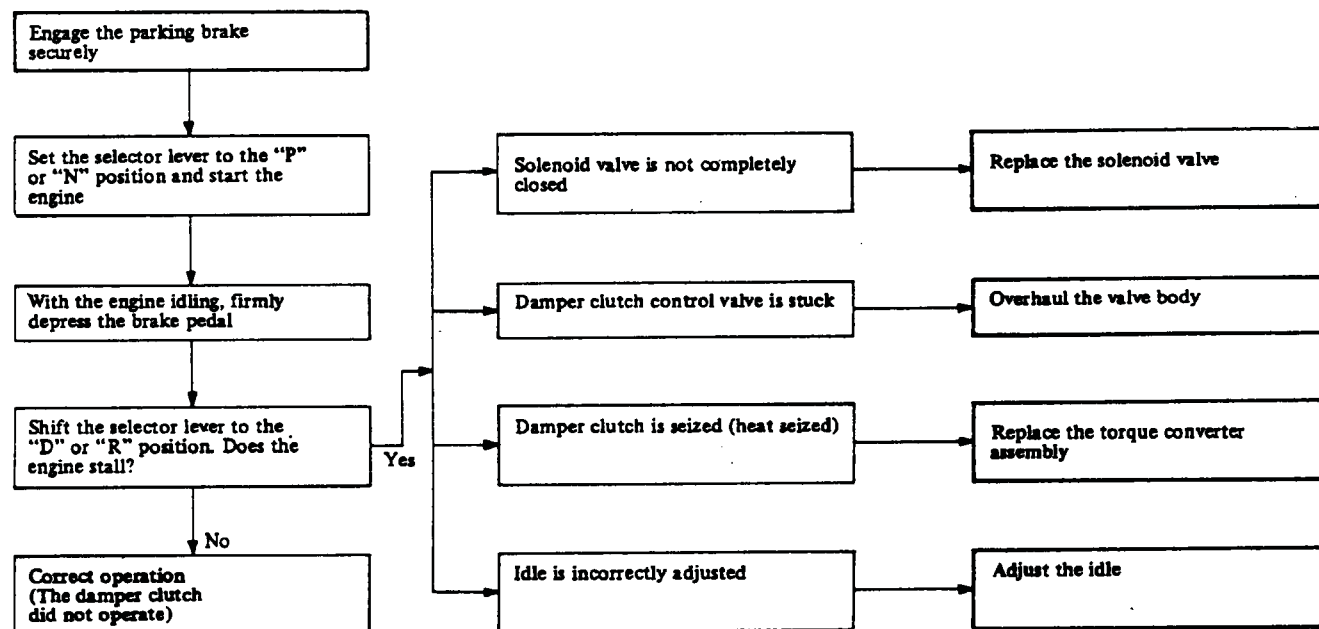 Engage the parking brake
securely
Set the selector lever to the “P”
or “N” position and start the
engine
With the engine idling, firmly
depress the brake pedal
Shift the selector lever to the
“D” or “R” position. Does the
engine stall?
Yes
No
Correct operation
(The damper clutch
did not operate)
Solenoid valve is not completely
closed
Replace the solenoid valve
Damper clutch control valve is stuck
Overhaul the valve body
Damper clutch is seized (heat seized)
Replace the torque converter
assembly
Idle is incorrectly adjusted
Adjust the idle